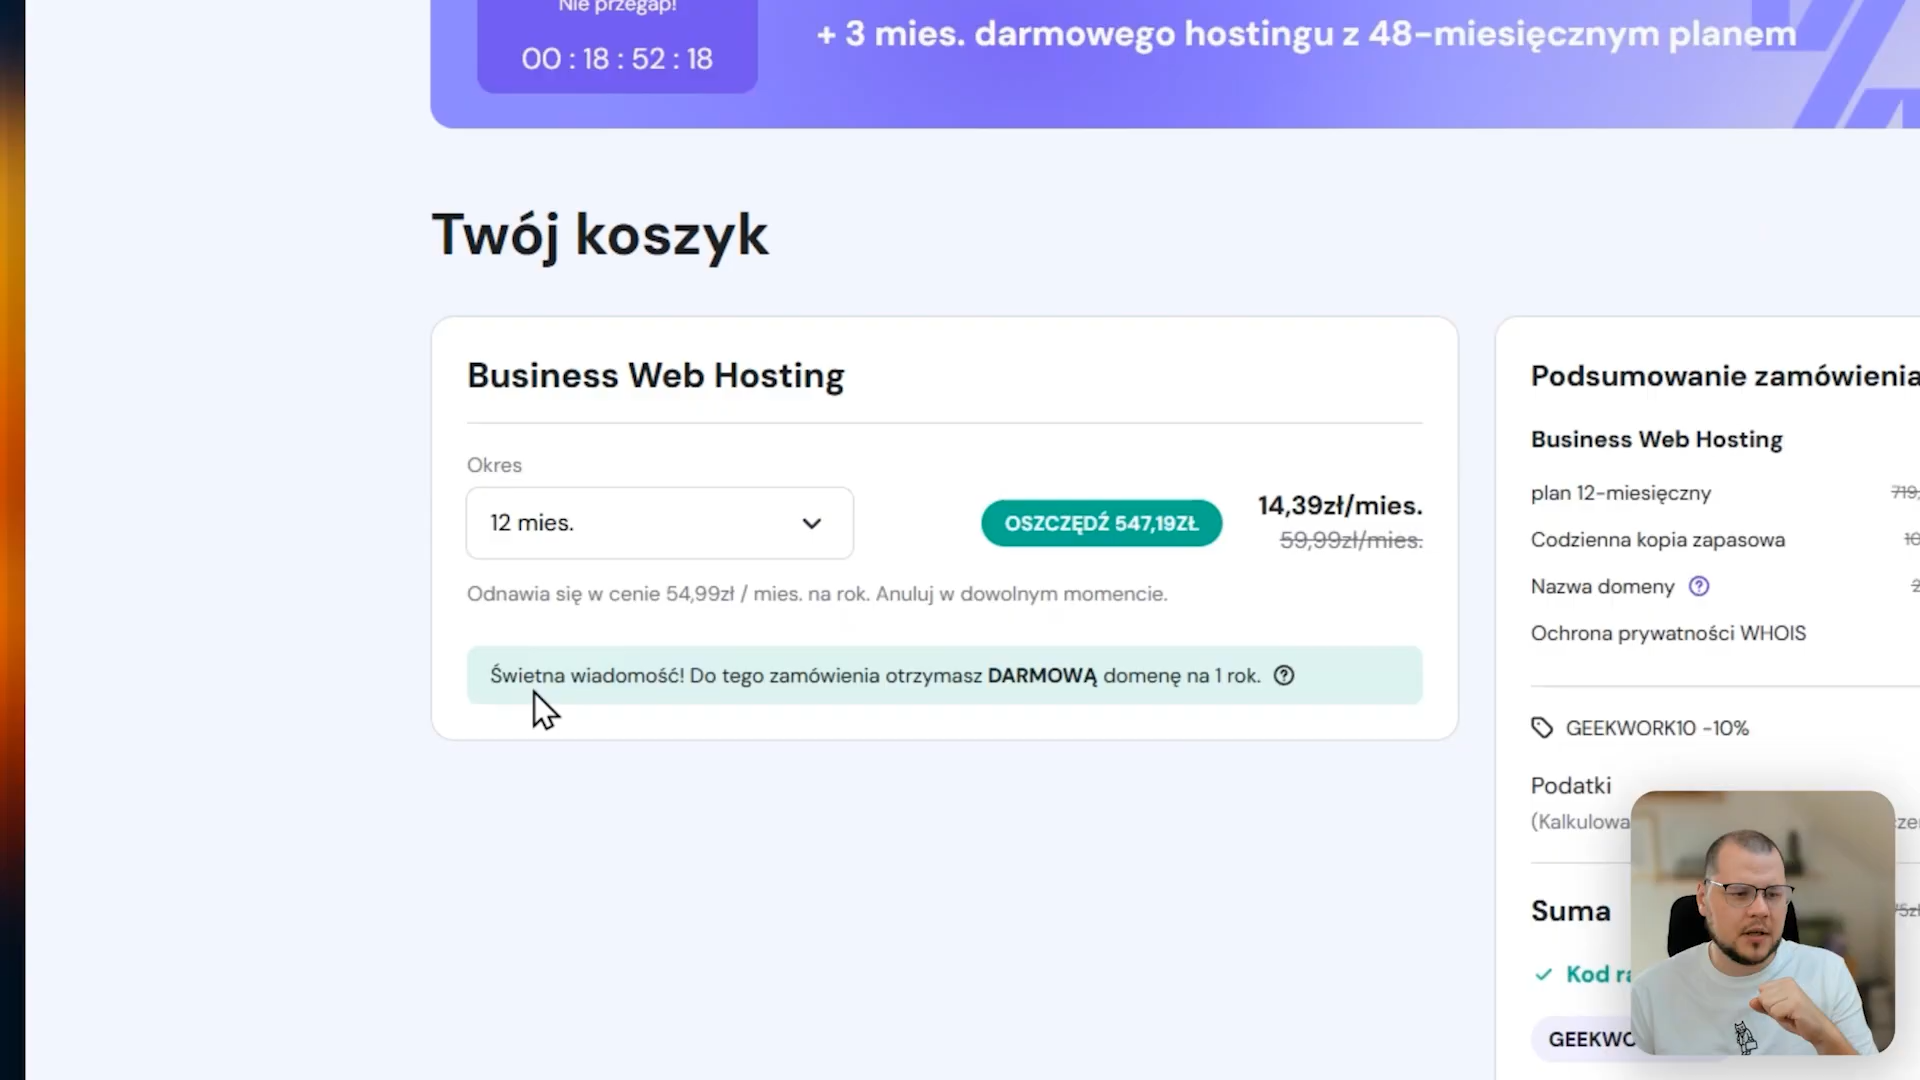 Nie przegap!
00 : 18 : 52 : 18
+ 3 mies. darmowego hostingu z 48-miesięcznym planem
Twój koszyk
Business Web Hosting
Okres
12 mies.
OSZCZĘDŹ 547,19ZŁ
14,39zł/mies.
59,99zł/mies.
Odnawia się w cenie 54,99zł / mies. na rok. Anuluj w dowolnym momencie.
Świetna wiadomość! Do tego zamówienia otrzymasz DARMOWĄ domenę na 1 rok.
Podsumowanie zamówienia
Business Web Hosting
plan 12-miesięczny
Codzienna kopia zapasowa
Nazwa domeny
Ochrona prywatności WHOIS
GEEKWORK10 -10%
Podatki
Suma
Kod